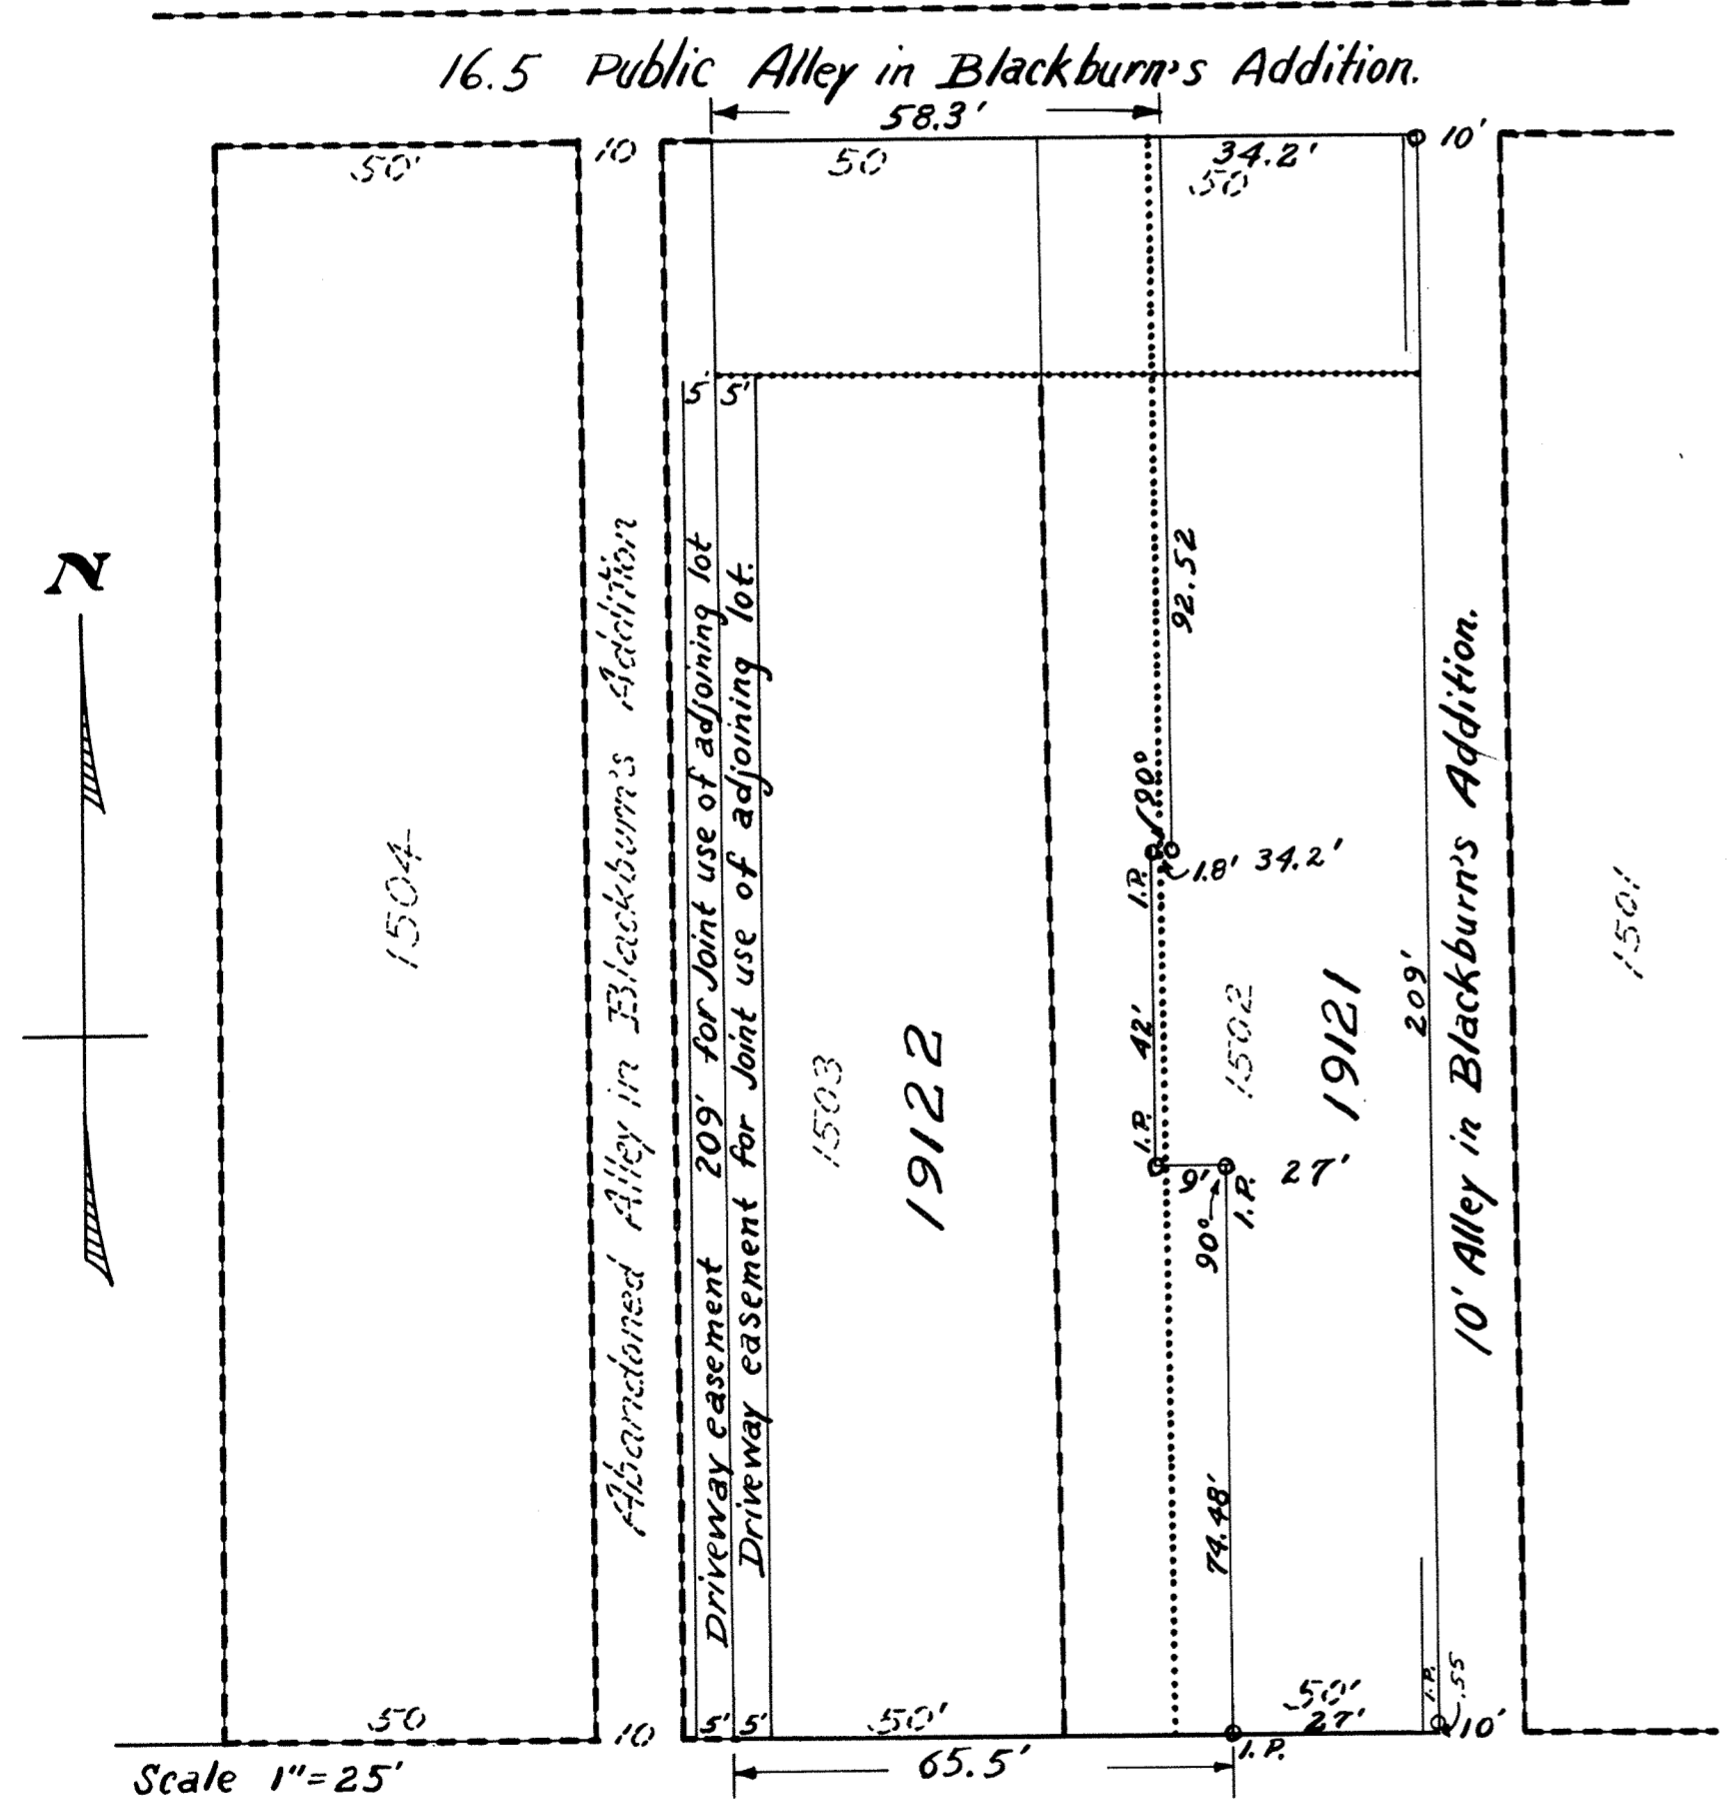 16.5 Public Alley in Blackburn's Addition.
58.3'
50'
10
50
34.2'
50
10'
5'
5'
N
92.52
90°
I.P.
1.8'
34.2'
1504
Abandoned Alley in Blackburn's Addition
Driveway easement 209' for Joint use of adjoining lot
Driveway easement for Joint use of adjoining lot.
1503
19122
42'
I.P.
1502
19121
209'
10' Alley in Blackburn's Addition.
1501
9'
90°
I.P.
27'
74.48'
I.P.
.55
50
10
5'
5'
50'
50'
27'
10'
I.P.
65.5'
Scale 1"=25'